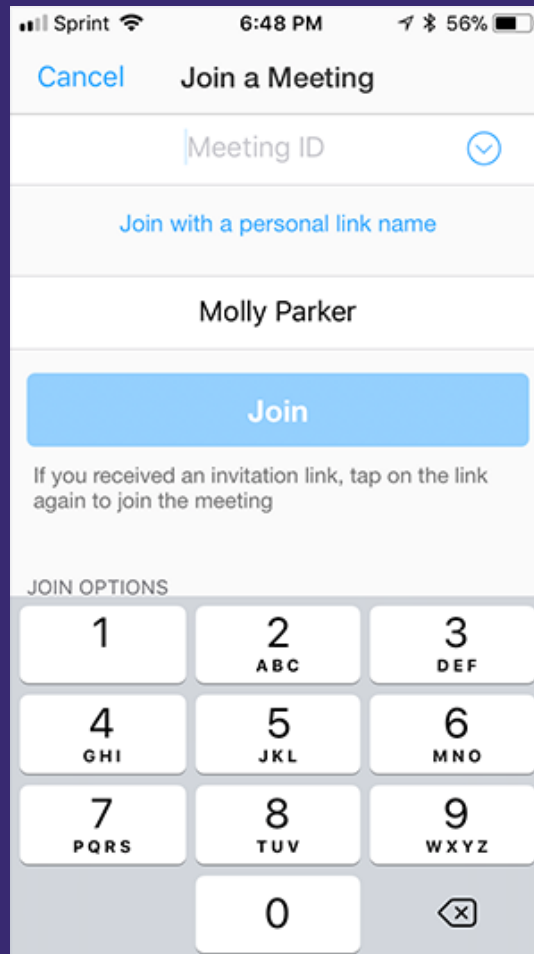 Sprint 6:48 PM 56%
Cancel Join a Meeting
Meeting ID
Join with a personal link name
Molly Parker
Join
If you received an invitation link, tap on the link
again to join the meeting
JOIN OPTIONS
1 2 3
ABC DEF
4 5 6
GHI JKL MNO
7 8 9
PQRS TUV WXYZ
0